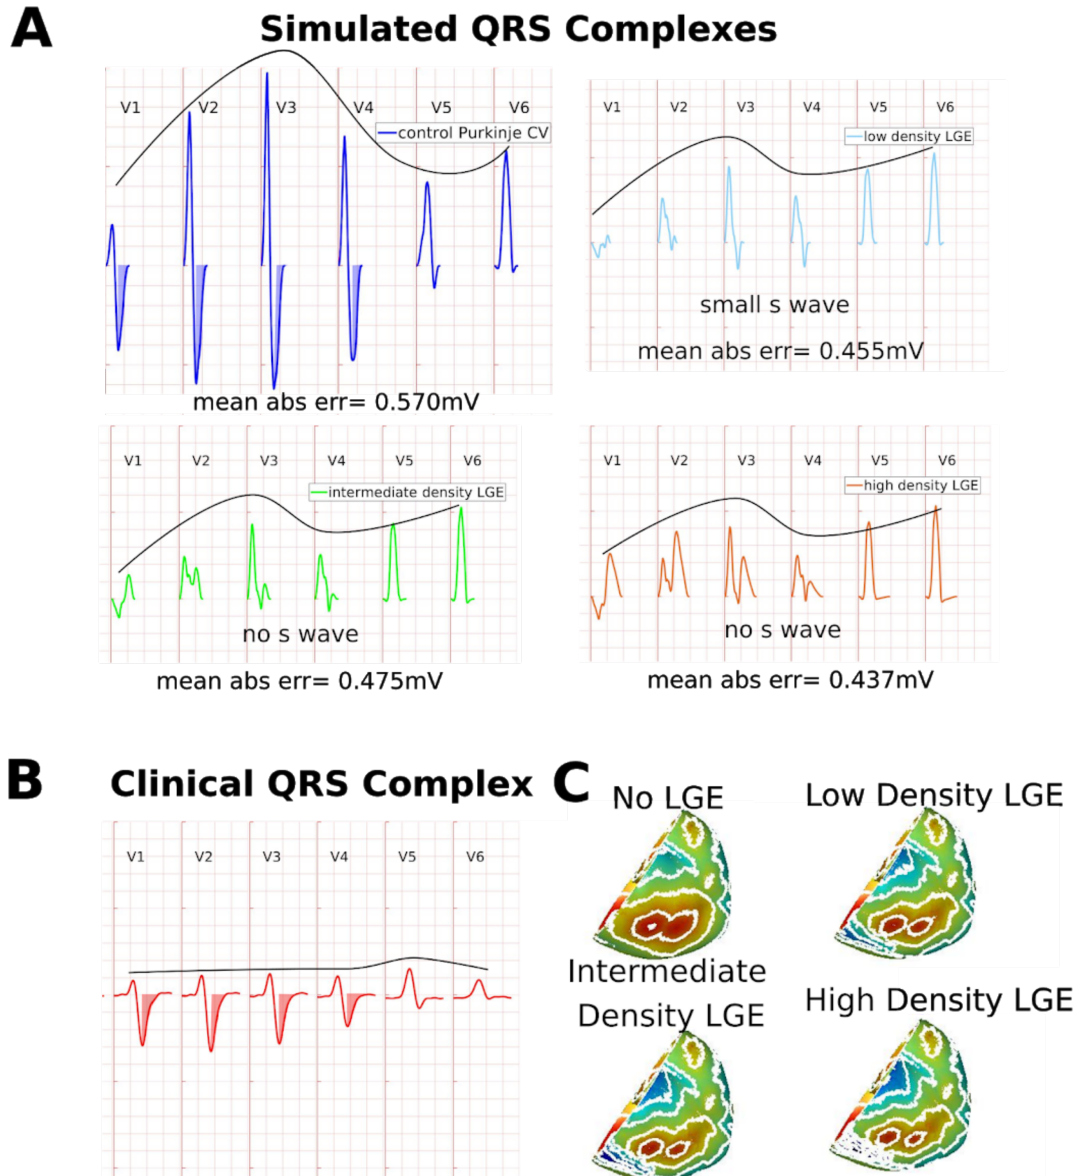 A
Simulated QRS Complexes
V1 V2 V3 V4 V5 V6
control Purkinje CV
mean abs err= 0.570mV
V1 V2 V3 V4 V5 V6
low density LGE
small s wave
mean abs err= 0.455mV
V1 V2 V3 V4 V5 V6
intermediate density LGE
no s wave
mean abs err= 0.475mV
V1 V2 V3 V4 V5 V6
high density LGE
no s wave
mean abs err= 0.437mV
B
Clinical QRS Complex
V1 V2 V3 V4 V5 V6
C
No LGE
Low Density LGE
Intermediate
Density LGE
High Density LGE